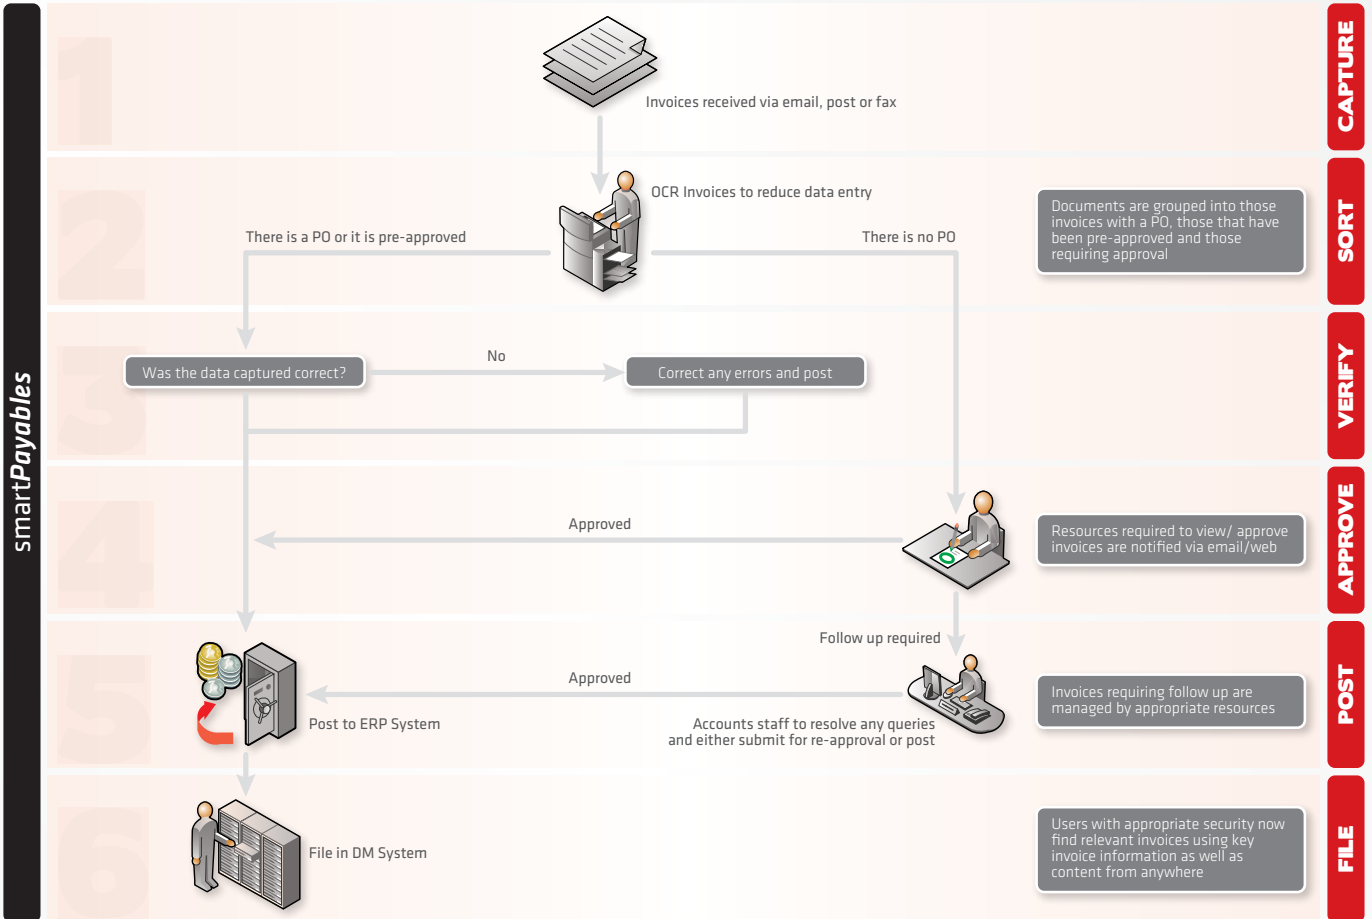 smartPayables
1
CAPTURE
Invoices received via email, post or fax
2
SORT
OCR Invoices to reduce data entry
There is a PO or it is pre-approved
There is no PO
Documents are grouped into those
invoices with a PO, those that have
been pre-approved and those
requiring approval
3
VERIFY
Was the data captured correct?
No
Correct any errors and post
4
APPROVE
Approved
Resources required to view/ approve
invoices are notified via email/web
5
POST
Follow up required
Approved
Post to ERP System
Accounts staff to resolve any queries
and either submit for re-approval or post
Invoices requiring follow up are
managed by appropriate resources
6
FILE
File in DM System
Users with appropriate security now
find relevant invoices using key
invoice information as well as
content from anywhere